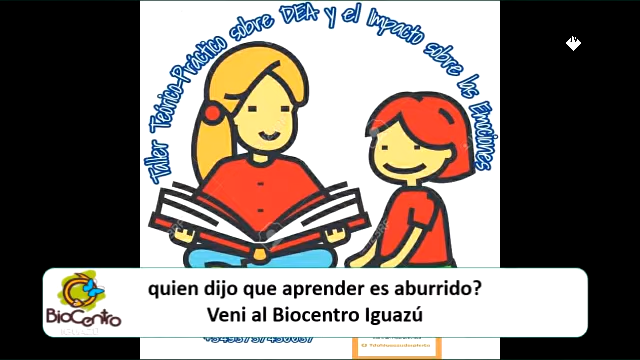 Taller Teórico-Práctico sobre DEA y el Impacto sobre las Emociones
quien dijo que aprender es aburrido?
Veni al Biocentro Iguazú
BioCentro
IGUAZU